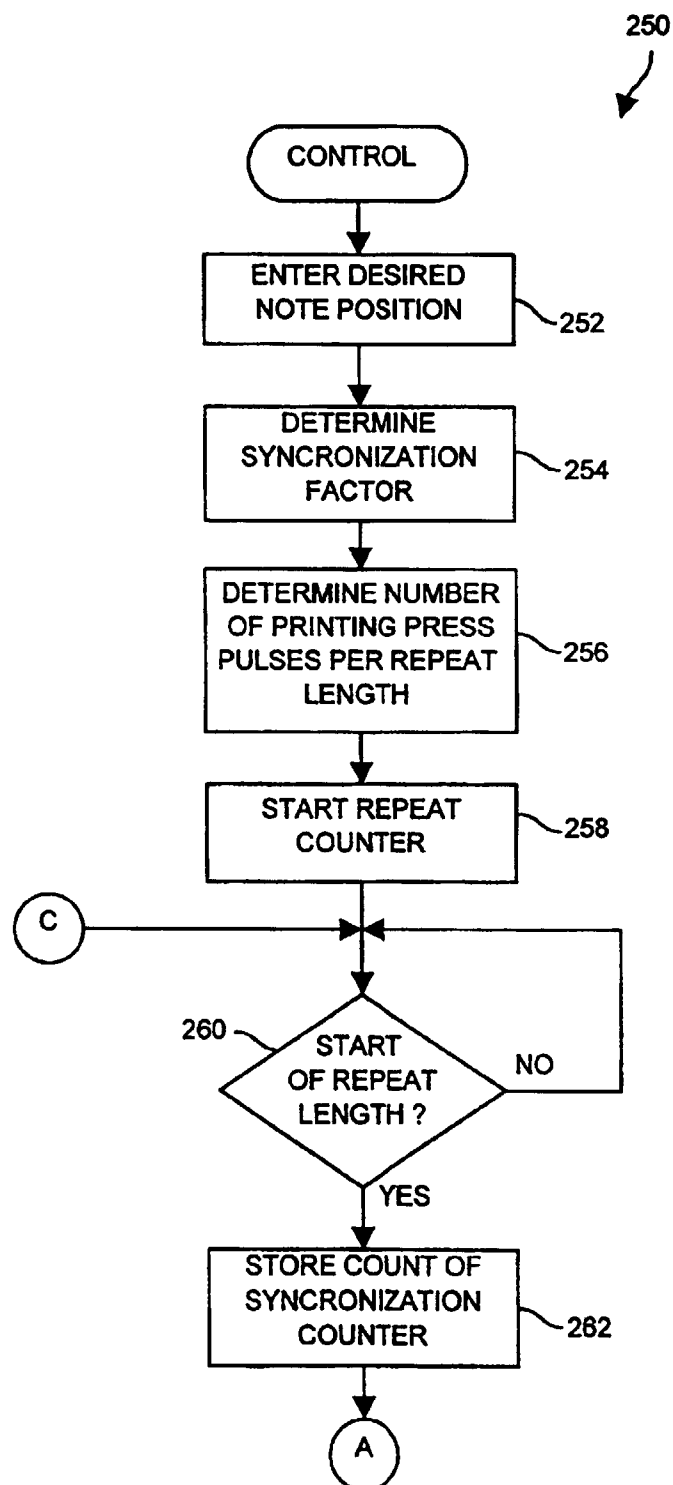 250
CONTROL
ENTER DESIRED
NOTE POSITION
252
DETERMINE
SYNCRONIZATION
FACTOR
254
DETERMINE NUMBER
OF PRINTING PRESS
PULSES PER REPEAT
LENGTH
256
START REPEAT
COUNTER
258
C
260
START
OF REPEAT
LENGTH ?
NO
YES
STORE COUNT OF
SYNCRONIZATION
COUNTER
262
A